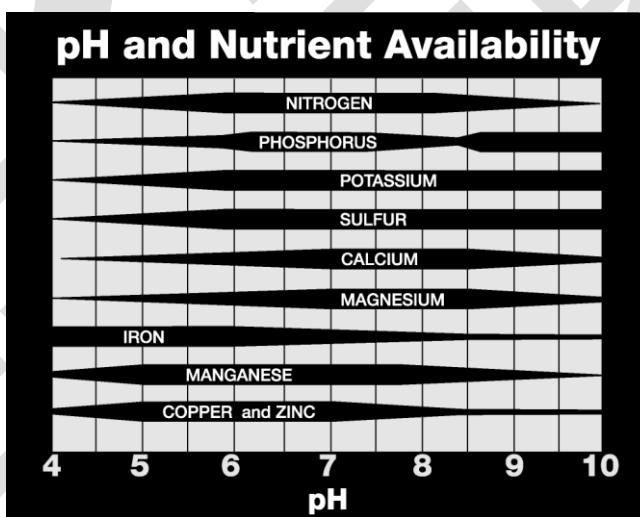 pH and Nutrient Availability
NITROGEN
PHOSPHORUS
POTASSIUM
SULFUR
CALCIUM
MAGNESIUM
IRON
MANGANESE
COPPER and ZINC
4 5 6 7 8 9 10
pH